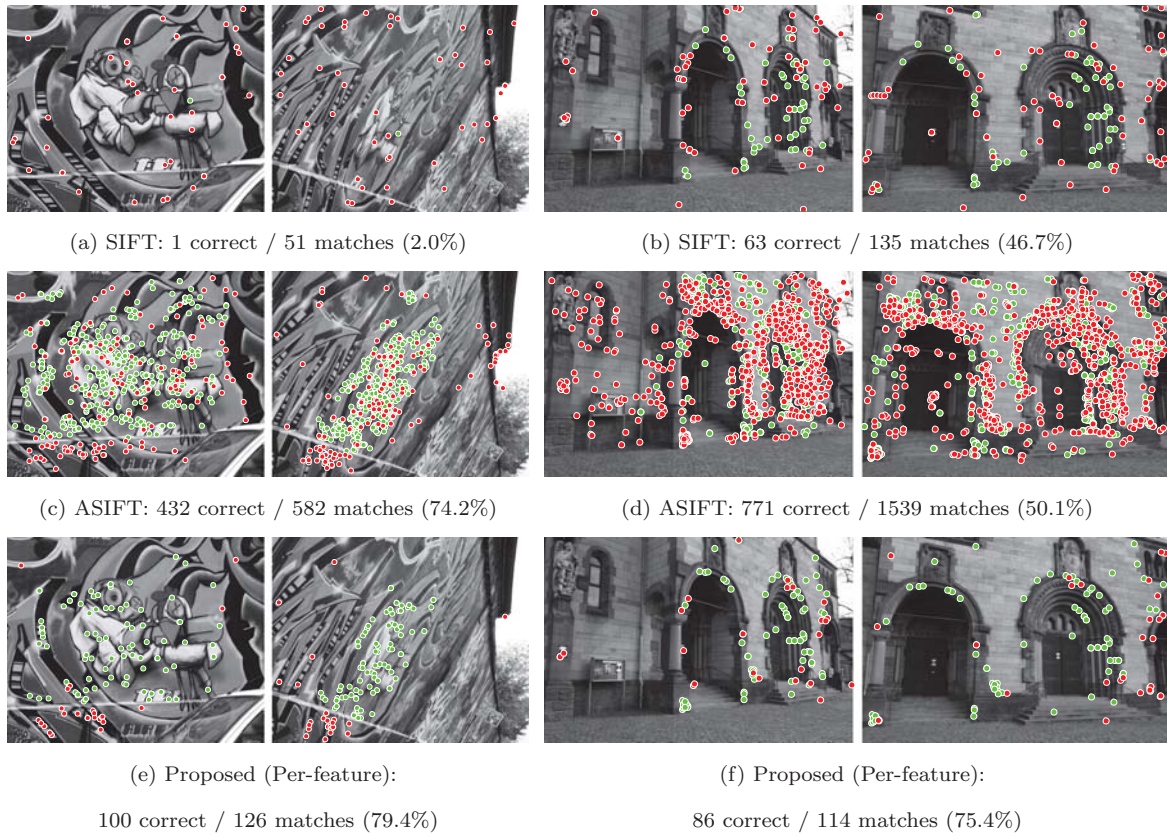 (a) SIFT: 1 correct / 51 matches (2.0%)
(b) SIFT: 63 correct / 135 matches (46.7%)
(c) ASIFT: 432 correct / 582 matches (74.2%)
(d) ASIFT: 771 correct / 1539 matches (50.1%)
(e) Proposed (Per-feature):
100 correct / 126 matches (79.4%)
(f) Proposed (Per-feature):
86 correct / 114 matches (75.4%)